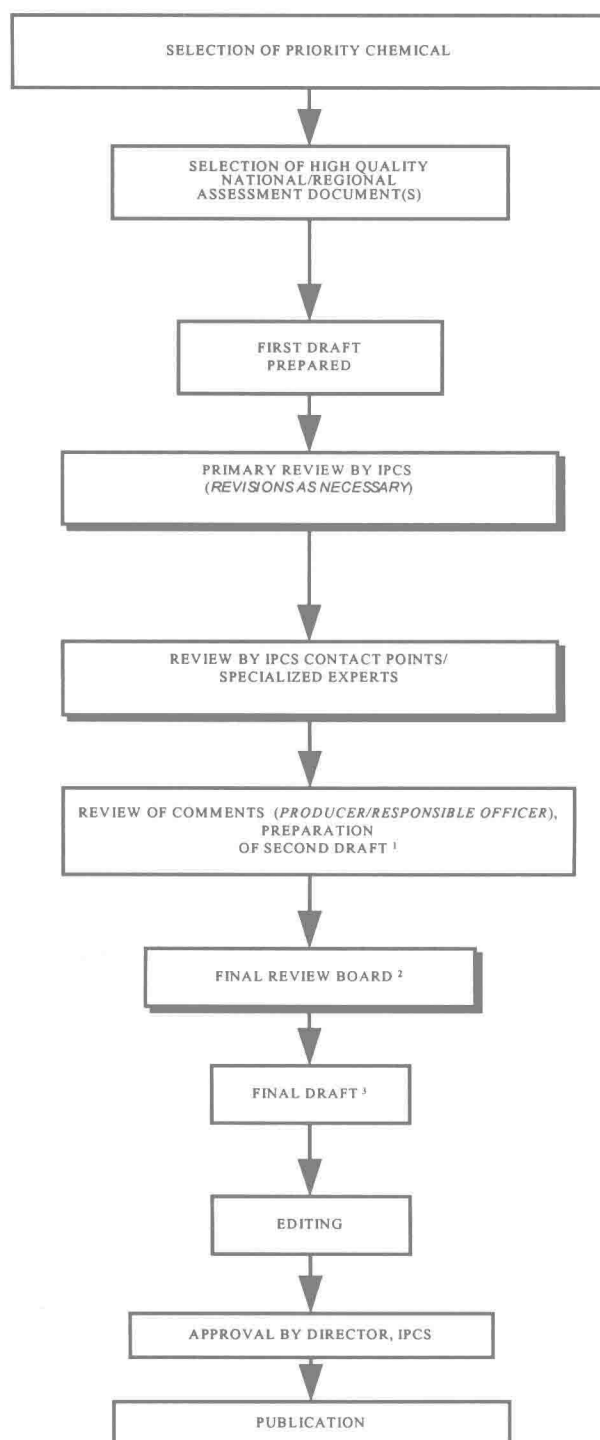 SELECTION OF PRIORITY CHEMICAL
SELECTION OF HIGH QUALITY
NATIONAL/REGIONAL
ASSESSMENT DOCUMENT(S)
FIRST DRAFT
PREPARED
PRIMARY REVIEW BY IPCS
(REVISIONS AS NECESSARY)
REVIEW BY IPCS CONTACT POINTS/
SPECIALIZED EXPERTS
REVIEW OF COMMENTS (PRODUCER/RESPONSIBLE OFFICER),
PREPARATION
OF SECOND DRAFT ¹
FINAL REVIEW BOARD ²
FINAL DRAFT ³
EDITING
APPROVAL BY DIRECTOR, IPCS
PUBLICATION